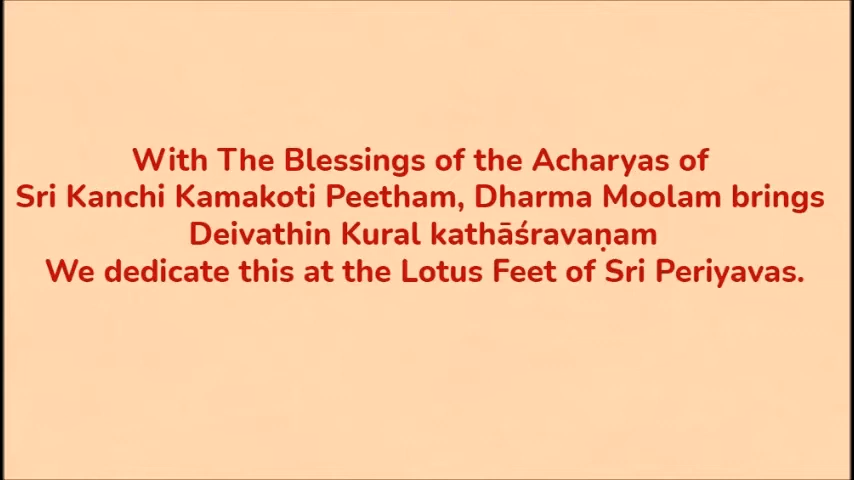 With The Blessings of the Acharyas of
Sri Kanchi Kamakoti Peetham, Dharma Moolam brings
Deivathin Kural kathāśravaṇam
We dedicate this at the Lotus Feet of Sri Periyavas.